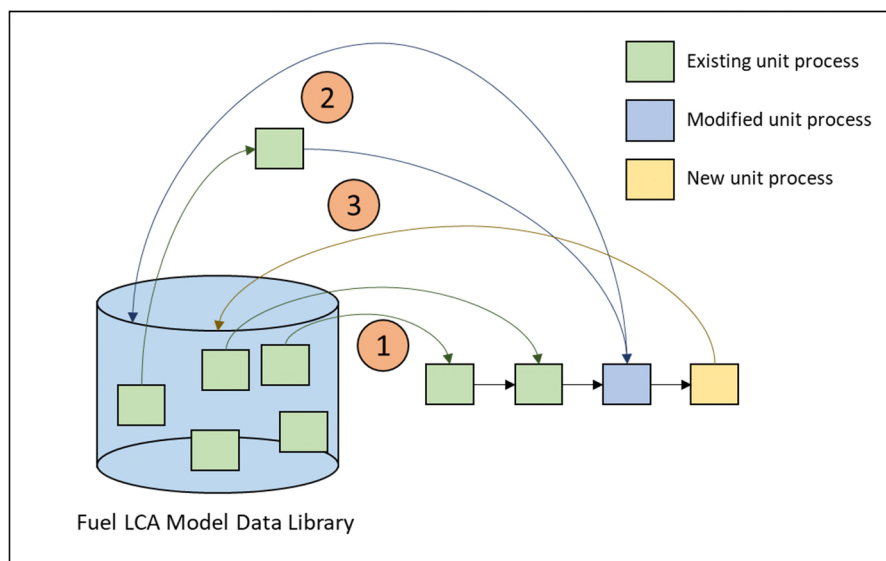 2
Existing unit process
Modified unit process
New unit process
3
1
Fuel LCA Model Data Library